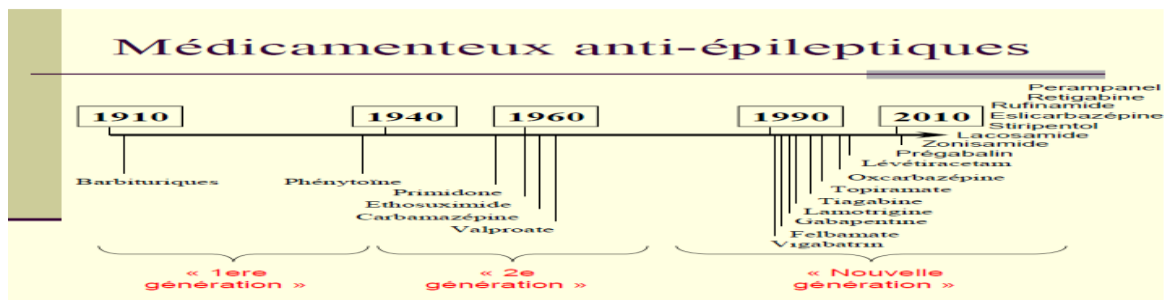 Médicamenteux anti-épileptiques
Perampanel
Retigabine
Rufinamide
Eslicarbazépine
Stiripentol
Lacosamide
Zonisamide
Prégabalin
1910
1940
1960
1990
2010
Barbituriques
Phénytoïne
Primidone
Ethosuximide
Carbamazépine
Valproate
Lévétiracetam
Oxcarbazépine
Topiramate
Tiagabine
Lamotrigine
Gabapentine
Felbamate
Vigabatrin
« 1ere
génération »
« 2e
génération »
« Nouvelle
génération »